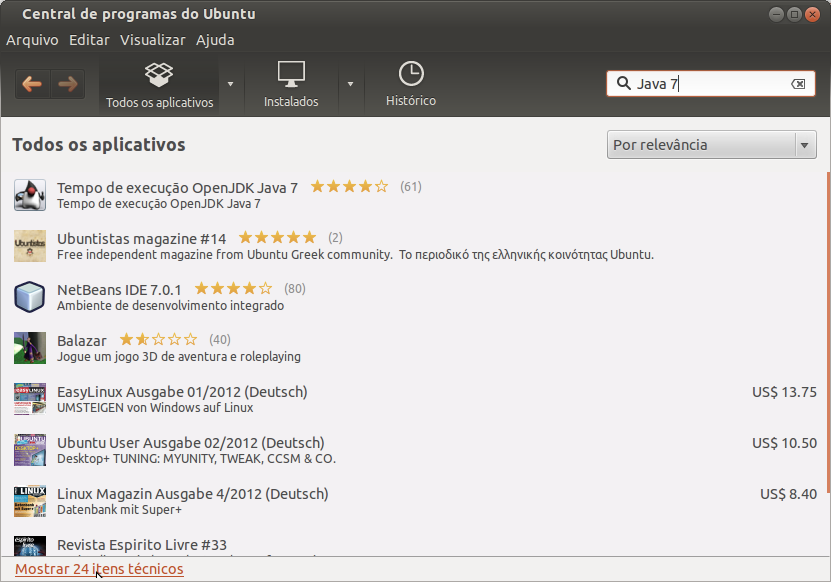 Central de programas do Ubuntu
Arquivo Editar Visualizar Ajuda
Todos os aplicativos
Instalados
Histórico
Java 7
Todos os aplicativos
Por relevância
Tempo de execução OpenJDK Java 7 (61)
Tempo de execução OpenJDK Java 7
Ubuntistas magazine #14 (2)
Free independent magazine from Ubuntu Greek community. Το περιοδικό της ελληνικής κοινότητας Ubuntu.
NetBeans IDE 7.0.1 (80)
Ambiente de desenvolvimento integrado
Balazar (40)
Jogue um jogo 3D de aventura e roleplaying
EasyLinux Ausgabe 01/2012 (Deutsch) US$ 13.75
UMSTEIGEN von Windows auf Linux
Ubuntu User Ausgabe 02/2012 (Deutsch) US$ 10.50
Desktop+ TUNING: MYUNITY, TWEAK, CCSM & CO.
Linux Magazin Ausgabe 4/2012 (Deutsch) US$ 8.40
Datenbank mit Super+
Revista Espirito Livre #33
Mostrar 24 itens técnicos